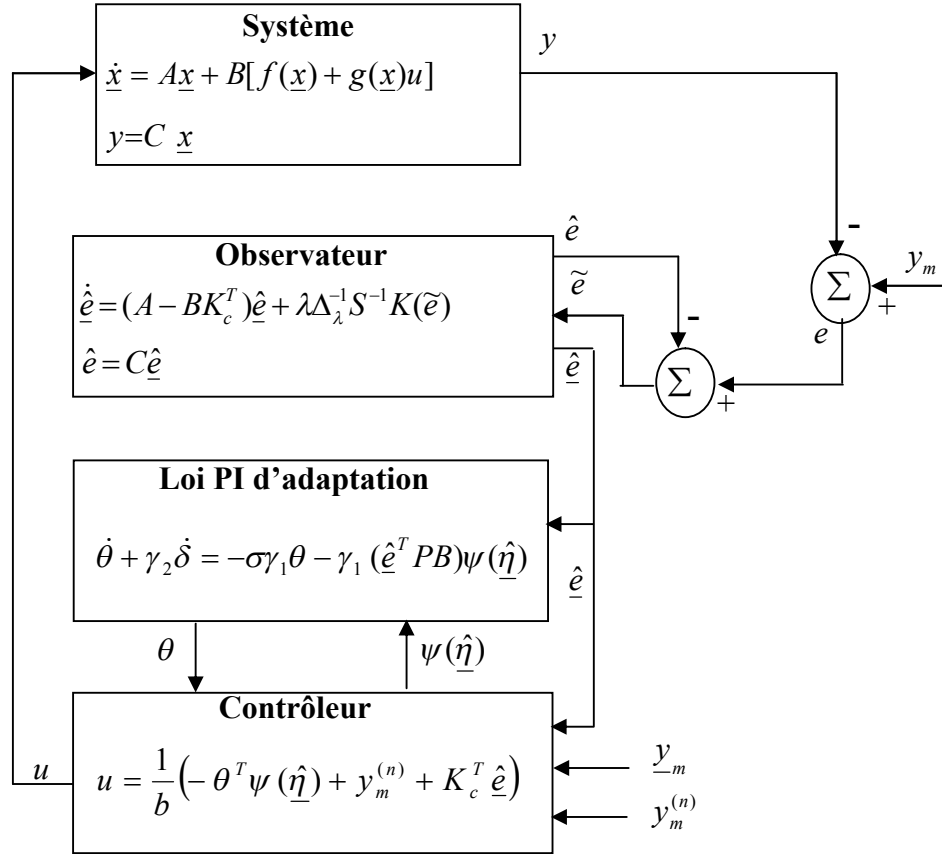 Système
y
ẋ = Ax + B[f(x) + g(x)u]
y=C x
-
y_m
Σ
+
e
Observateur
ê
ẽ
ê̇ = (A − BK_c^T)ê + λΔ_λ^{-1}S^{-1}K(ẽ)
ê = Cê
ê
-
Σ
+
Loi PI d’adaptation
θ̇ + γ₂δ̇ = −σγ₁θ − γ₁(ê^T PB)ψ(η̂)
ê
θ
ψ(η̂)
Contrôleur
u = 1/b (− θ^T ψ(η̂) + y_m^(n) + K_c^T ê)
u
y_m
y_m^(n)